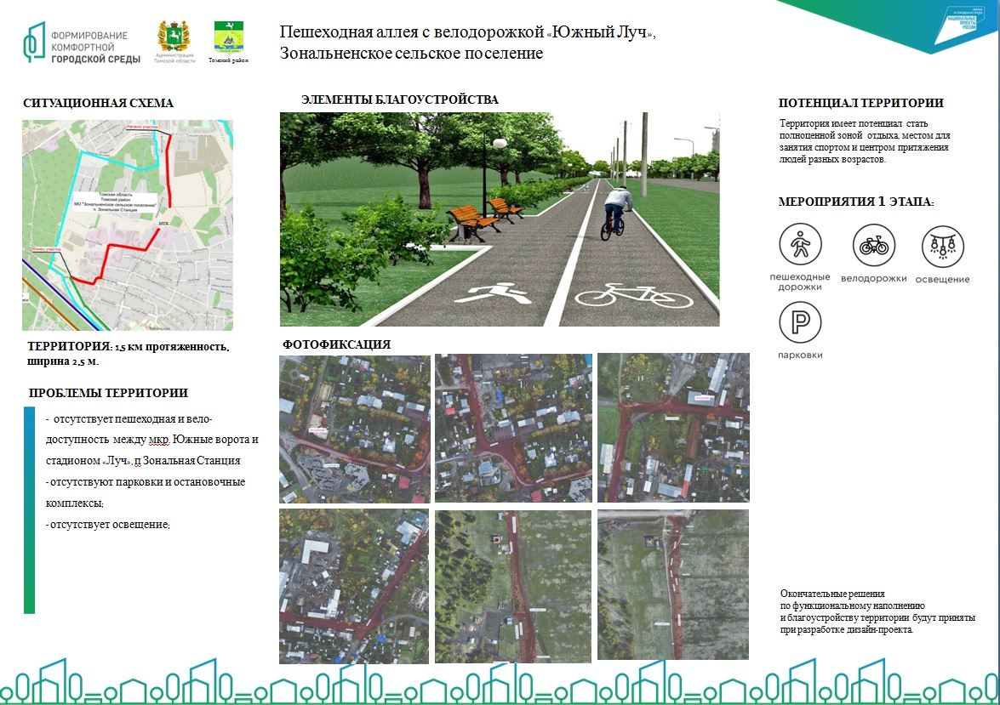 ФОРМИРОВАНИЕ
КОМФОРТНОЙ
ГОРОДСКОЙ СРЕДЫ
Администрация
Томской области
Томский район
Пешеходная аллея с велодорожкой «Южный Луч»,
Зональненское сельское поселение
НАЦИОНАЛЬНЫЕ
ПРОЕКТЫ
РОССИИ
СИТУАЦИОННАЯ СХЕМА
Начало участка
Томская область
Томский район
МО "Зональненское сельское поселение"
п. Зональная Станция
МТК
Конец участка
ТЕРРИТОРИЯ: 1,5 км протяженность,
ширина 2,5 м.
ПРОБЛЕМЫ ТЕРРИТОРИИ
- отсутствует пешеходная и вело-
доступность между мкр. Южные ворота и
стадионом «Луч», п Зональная Станция
- отсутствуют парковки и остановочные
комплексы;
- отсутствует освещение;
ЭЛЕМЕНТЫ БЛАГОУСТРОЙСТВА
ФОТОФИКСАЦИЯ
ПОТЕНЦИАЛ ТЕРРИТОРИИ
Территория имеет потенциал стать
полноценной зоной отдыха, местом для
занятия спортом и центром притяжения
людей разных возрастов.
МЕРОПРИЯТИЯ 1 ЭТАПА:
пешеходные
дорожки
велодорожки
освещение
P
парковки
Окончательные решения
по функциональному наполнению
и благоустройству территории будут приняты
при разработке дизайн-проекта.